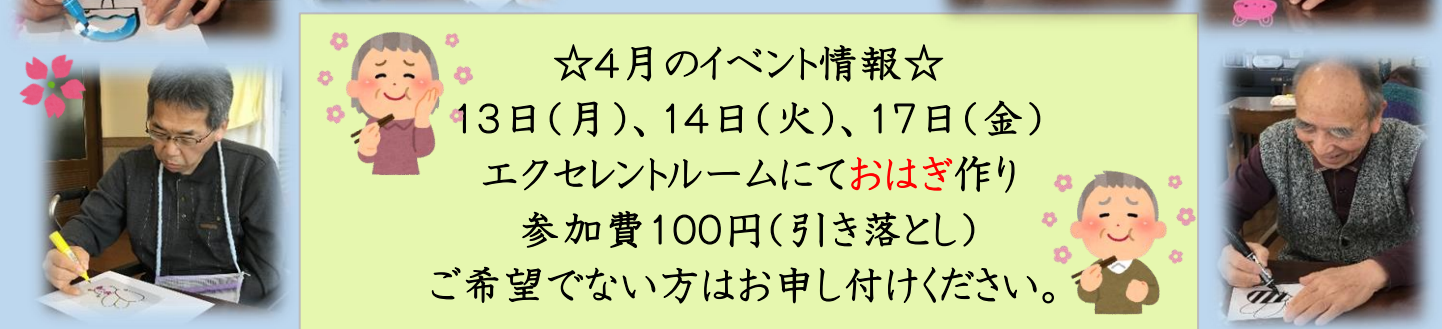 ☆４月のイベント情報☆
１３日（月）、１４日（火）、１７日（金）
エクセレントルームにておはぎ作り
参加費１００円（引き落とし）
ご希望でない方はお申し付けください。